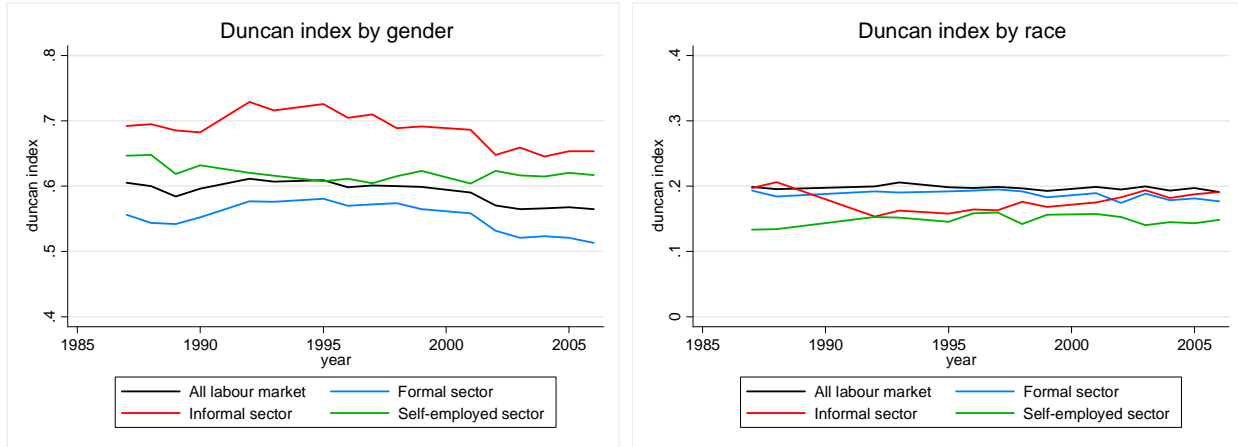 Duncan index by gender
duncan index
.8
.7
.6
.5
.4
1985 1990 1995 2000 2005
year
All labour market Formal sector
Informal sector Self-employed sector
Duncan index by race
duncan index
.4
.3
.2
.1
0
1985 1990 1995 2000 2005
year
All labour market Formal sector
Informal sector Self-employed sector